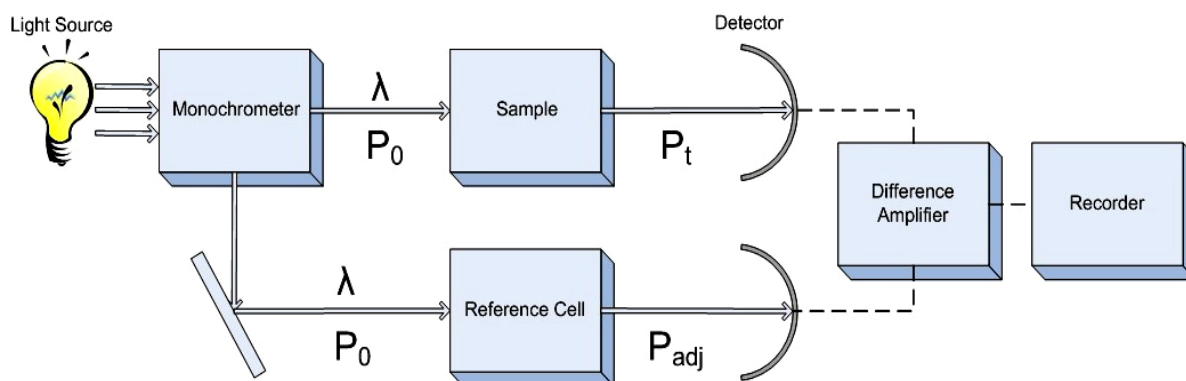 Light Source
Detector
Monochrometer
λ
P₀
Sample
Pₜ
Difference
Amplifier
Recorder
λ
P₀
Reference Cell
Padj